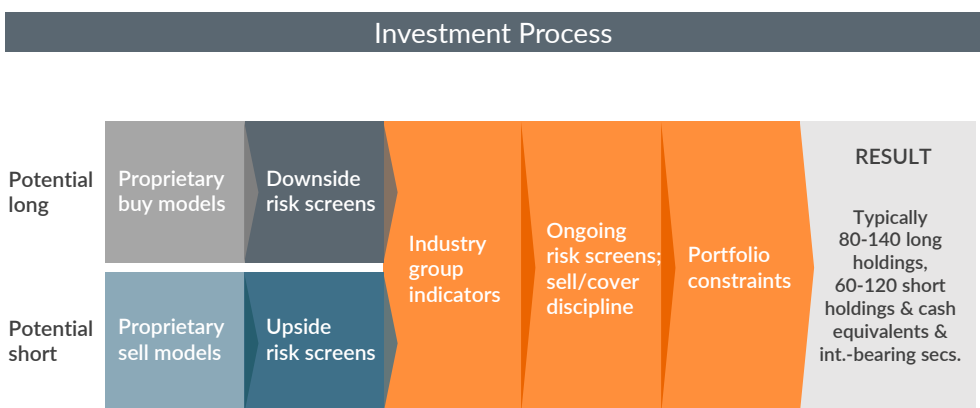 Investment Process
Potential
long
Proprietary
buy models
Downside
risk screens
Potential
short
Proprietary
sell models
Upside
risk screens
Industry
group
indicators
Ongoing
risk screens;
sell/cover
discipline
Portfolio
constraints
RESULT
Typically
80-140 long
holdings,
60-120 short
holdings & cash
equivalents &
int.-bearing secs.